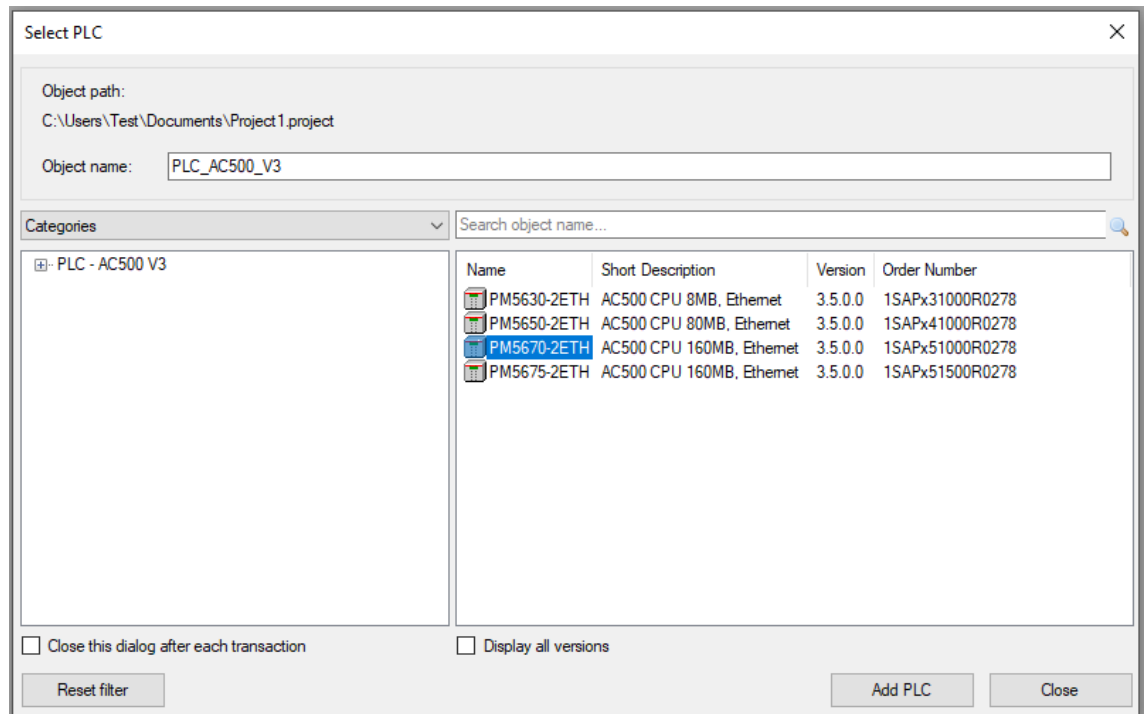 Select PLC
Object path:
C:\Users\Test\Documents\Project1.project
Object name: PLC_AC500_V3
Categories Search object name...
PLC - AC500 V3
Name Short Description Version Order Number
PM5630-2ETH AC500 CPU 8MB, Ethernet 3.5.0.0 1SAPx31000R0278
PM5650-2ETH AC500 CPU 80MB, Ethernet 3.5.0.0 1SAPx41000R0278
PM5670-2ETH AC500 CPU 160MB, Ethernet 3.5.0.0 1SAPx51000R0278
PM5675-2ETH AC500 CPU 160MB, Ethernet 3.5.0.0 1SAPx51500R0278
Close this dialog after each transaction Display all versions
Reset filter Add PLC Close